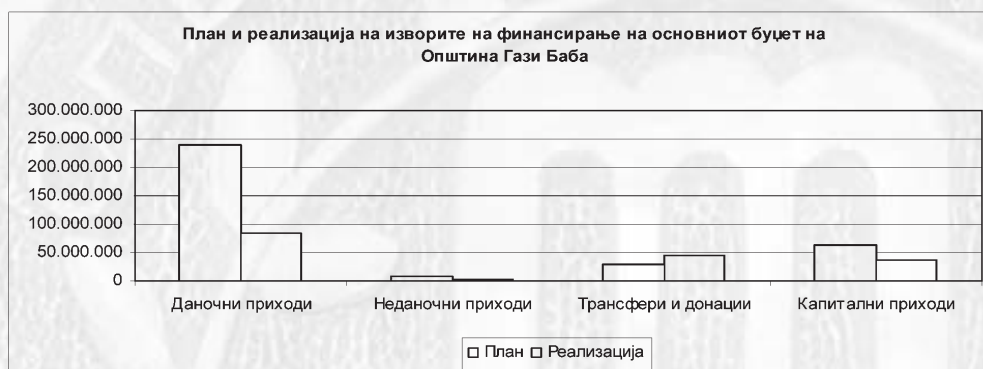 План и реализација на изворите на финансирање на основниот буџет на
Општина Гази Баба
300.000.000
250.000.000
200.000.000
150.000.000
100.000.000
50.000.000
0
Даночни приходи Неданочни приходи Трансфери и донации Капитални приходи
План Реализација